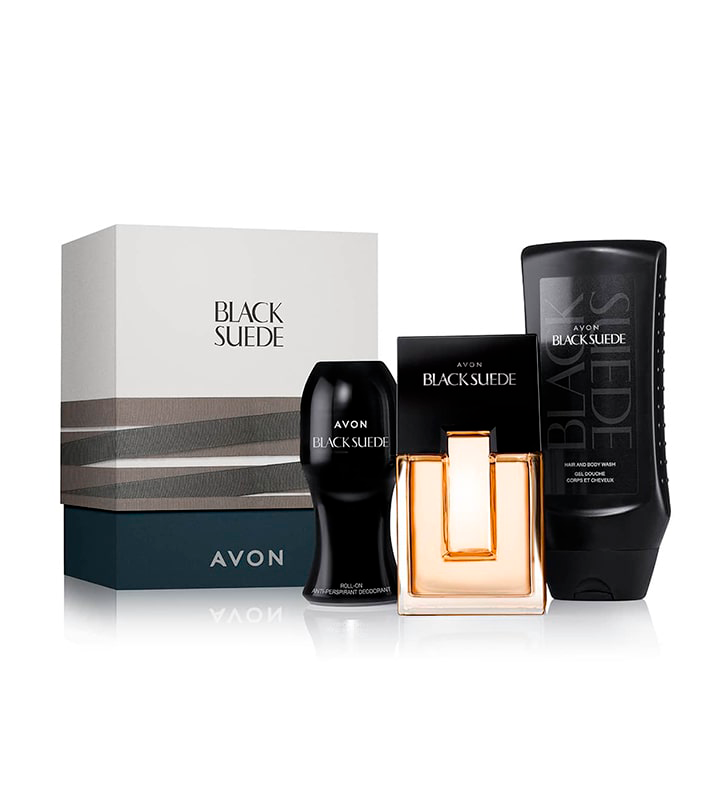 BLACK
SUEDE
AVON
AVON
BLACK SUEDE
ROLL-ON
ANTI-PERSPIRANT DEODORANT
AVON
BLACK SUEDE
BLACK
SUEDE
AVON
BLACK SUEDE
HAIR AND BODY WASH
GEL DOUCHE
CORPS ET CHEVEUX